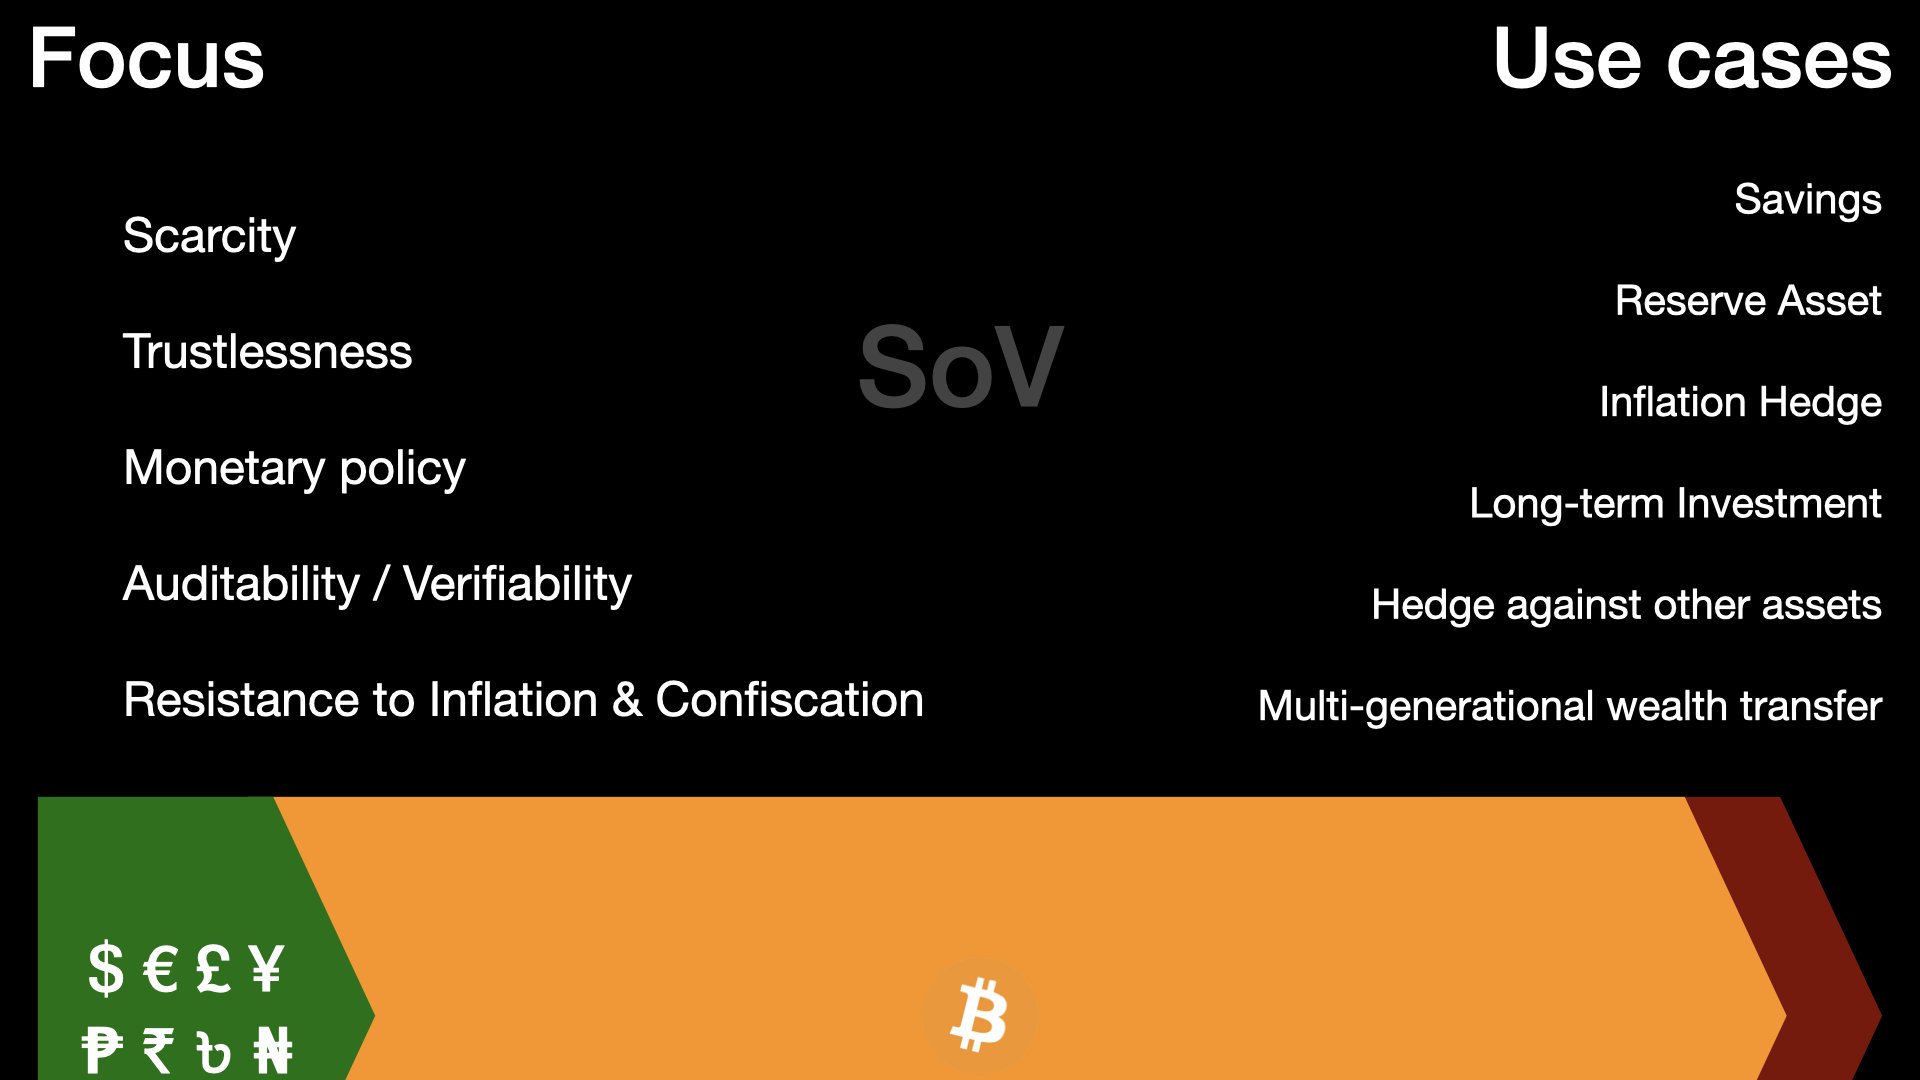 Focus
Use cases
Scarcity
Trustlessness
Monetary policy
Auditability / Verifiability
Resistance to Inflation & Confiscation
SoV
Savings
Reserve Asset
Inflation Hedge
Long-term Investment
Hedge against other assets
Multi-generational wealth transfer
$ € £ ¥
₱ ₹ ৳ ₦
₿